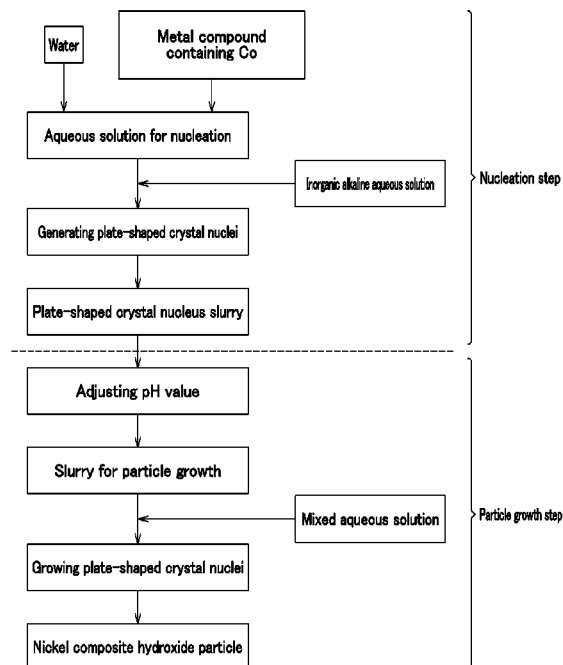 Water
Metal compound
containing Co
Aqueous solution for nucleation
Inorganic alkaline aqueous solution
Nucleation step
Generating plate-shaped crystal nuclei
Plate-shaped crystal nucleus slurry
Adjusting pH value
Slurry for particle growth
Mixed aqueous solution
Particle growth step
Growing plate-shaped crystal nuclei
Nickel composite hydroxide particle